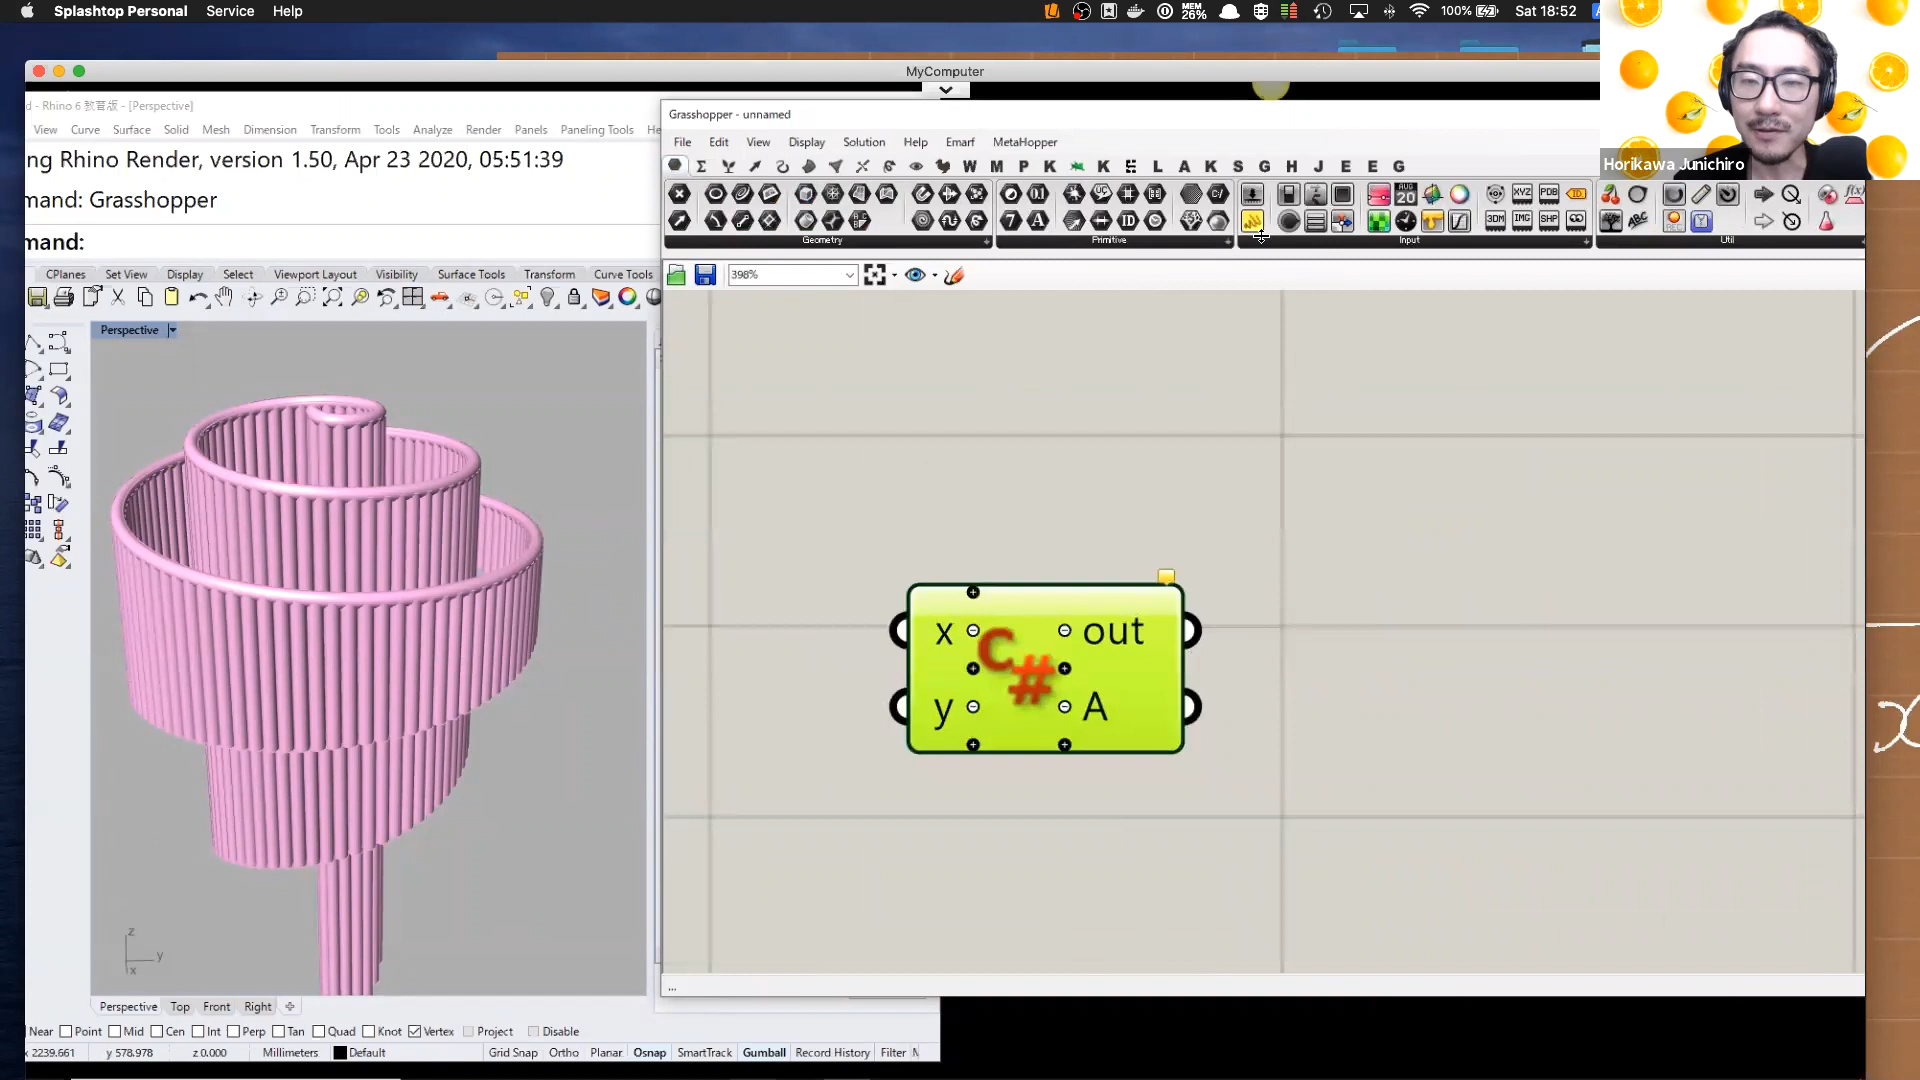 Splashtop Personal Service Help
MEM 26%
100%
Sat 18:52
MyComputer
d - Rhino 6 教育版 - [Perspective]
View Curve Surface Solid Mesh Dimension Transform Tools Analyze Render Panels Paneling Tools He
ng Rhino Render, version 1.50, Apr 23 2020, 05:51:39
mand: Grasshopper
mand:
CPlanes Set View Display Select Viewport Layout Visibility Surface Tools Transform Curve Tools
Perspective
z
y
x
Perspective Top Front Right
Near Point Mid Cen Int Perp Tan Quad Knot Vertex Project Disable
x 2239.661 y 578.978 z 0.000 Millimeters Default Grid Snap Ortho Planar Osnap SmartTrack Gumball Record History Filter M
Grasshopper - unnamed
File Edit View Display Solution Help Emarf MetaHopper
W M P K K L A K S G H J E E G
Geometry Primitive Input Util
398%
x out
C#
y A
...
Horikawa Junichiro
x